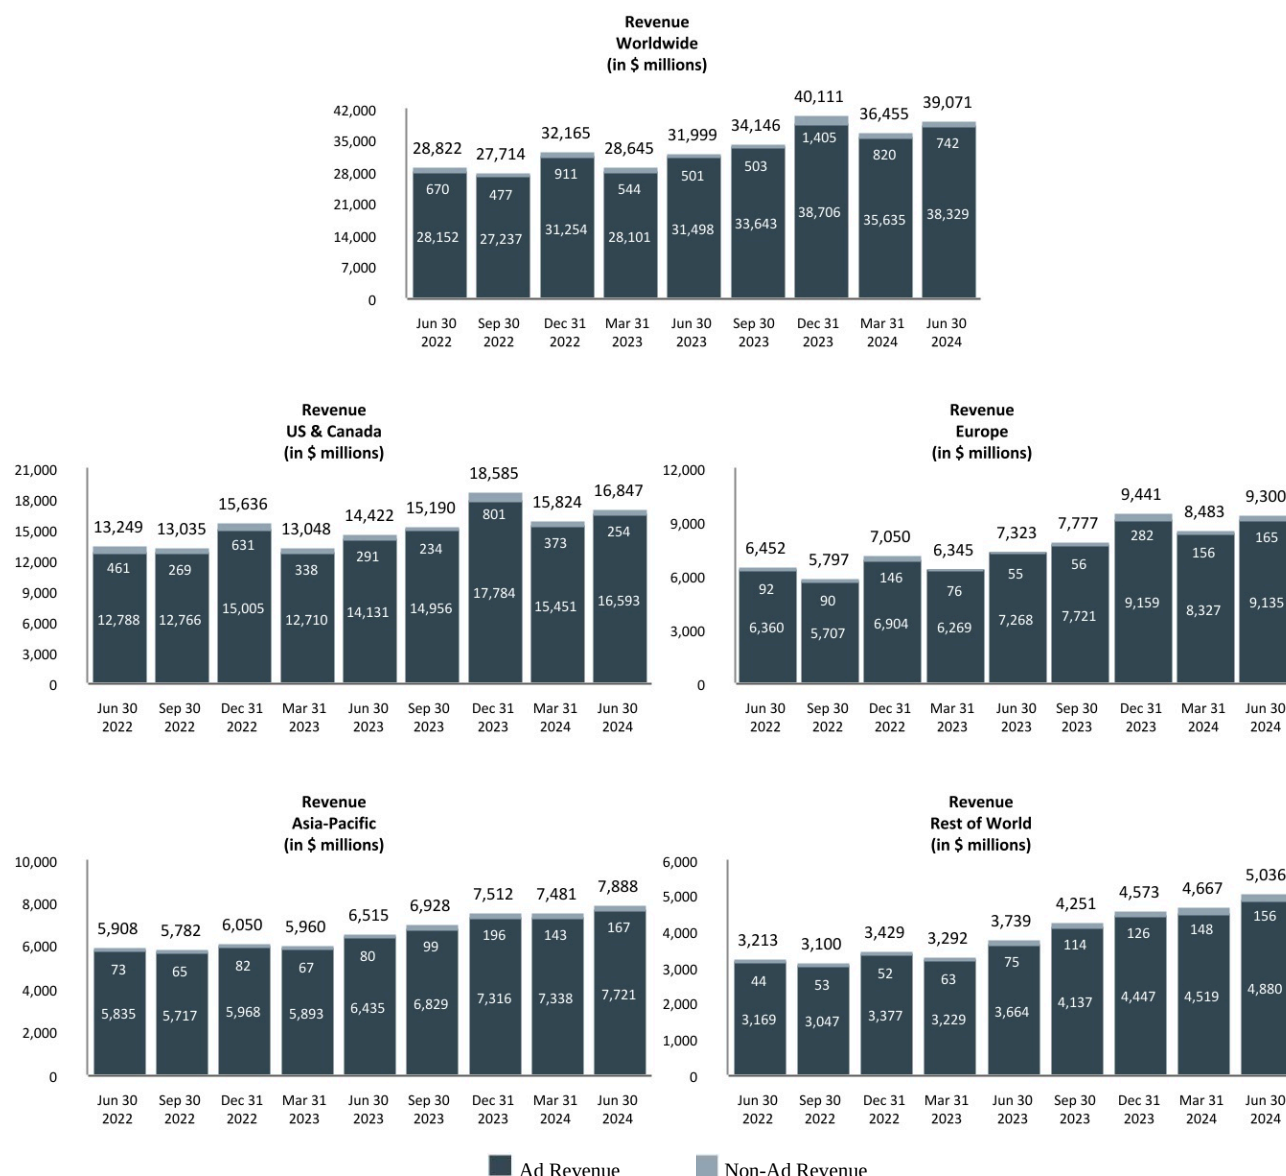 Revenue
Worldwide
(in $ millions)
42,000
35,000
28,000
21,000
14,000
7,000
0
28,822 27,714 32,165 28,645 31,999 34,146 40,111 36,455 39,071
670 477 911 544 501 503 1,405 820 742
28,152 27,237 31,254 28,101 31,498 33,643 38,706 35,635 38,329
Jun 30 Sep 30 Dec 31 Mar 31 Jun 30 Sep 30 Dec 31 Mar 31 Jun 30
2022 2022 2022 2023 2023 2023 2023 2024 2024
Revenue
US & Canada
(in $ millions)
21,000
18,000
15,000
12,000
9,000
6,000
3,000
0
13,249 13,035 15,636 13,048 14,422 15,190 18,585 15,824 16,847
461 269 631 338 291 234 801 373 254
12,788 12,766 15,005 12,710 14,131 14,956 17,784 15,451 16,593
Jun 30 Sep 30 Dec 31 Mar 31 Jun 30 Sep 30 Dec 31 Mar 31 Jun 30
2022 2022 2022 2023 2023 2023 2023 2024 2024
Revenue
Europe
(in $ millions)
12,000
9,000
6,000
3,000
0
6,452 5,797 7,050 6,345 7,323 7,777 9,441 8,483 9,300
92 90 146 76 55 56 282 156 165
6,360 5,707 6,904 6,269 7,268 7,721 9,159 8,327 9,135
Jun 30 Sep 30 Dec 31 Mar 31 Jun 30 Sep 30 Dec 31 Mar 31 Jun 30
2022 2022 2022 2023 2023 2023 2023 2024 2024
Revenue
Asia-Pacific
(in $ millions)
10,000
8,000
6,000
4,000
2,000
0
5,908 5,782 6,050 5,960 6,515 6,928 7,512 7,481 7,888
73 65 82 67 80 99 196 143 167
5,835 5,717 5,968 5,893 6,435 6,829 7,316 7,338 7,721
Jun 30 Sep 30 Dec 31 Mar 31 Jun 30 Sep 30 Dec 31 Mar 31 Jun 30
2022 2022 2022 2023 2023 2023 2023 2024 2024
Revenue
Rest of World
(in $ millions)
6,000
5,000
4,000
3,000
2,000
1,000
0
3,213 3,100 3,429 3,292 3,739 4,251 4,573 4,667 5,036
44 53 52 63 75 114 126 148 156
3,169 3,047 3,377 3,229 3,664 4,137 4,447 4,519 4,880
Jun 30 Sep 30 Dec 31 Mar 31 Jun 30 Sep 30 Dec 31 Mar 31 Jun 30
2022 2022 2022 2023 2023 2023 2023 2024 2024
Ad Revenue Non-Ad Revenue